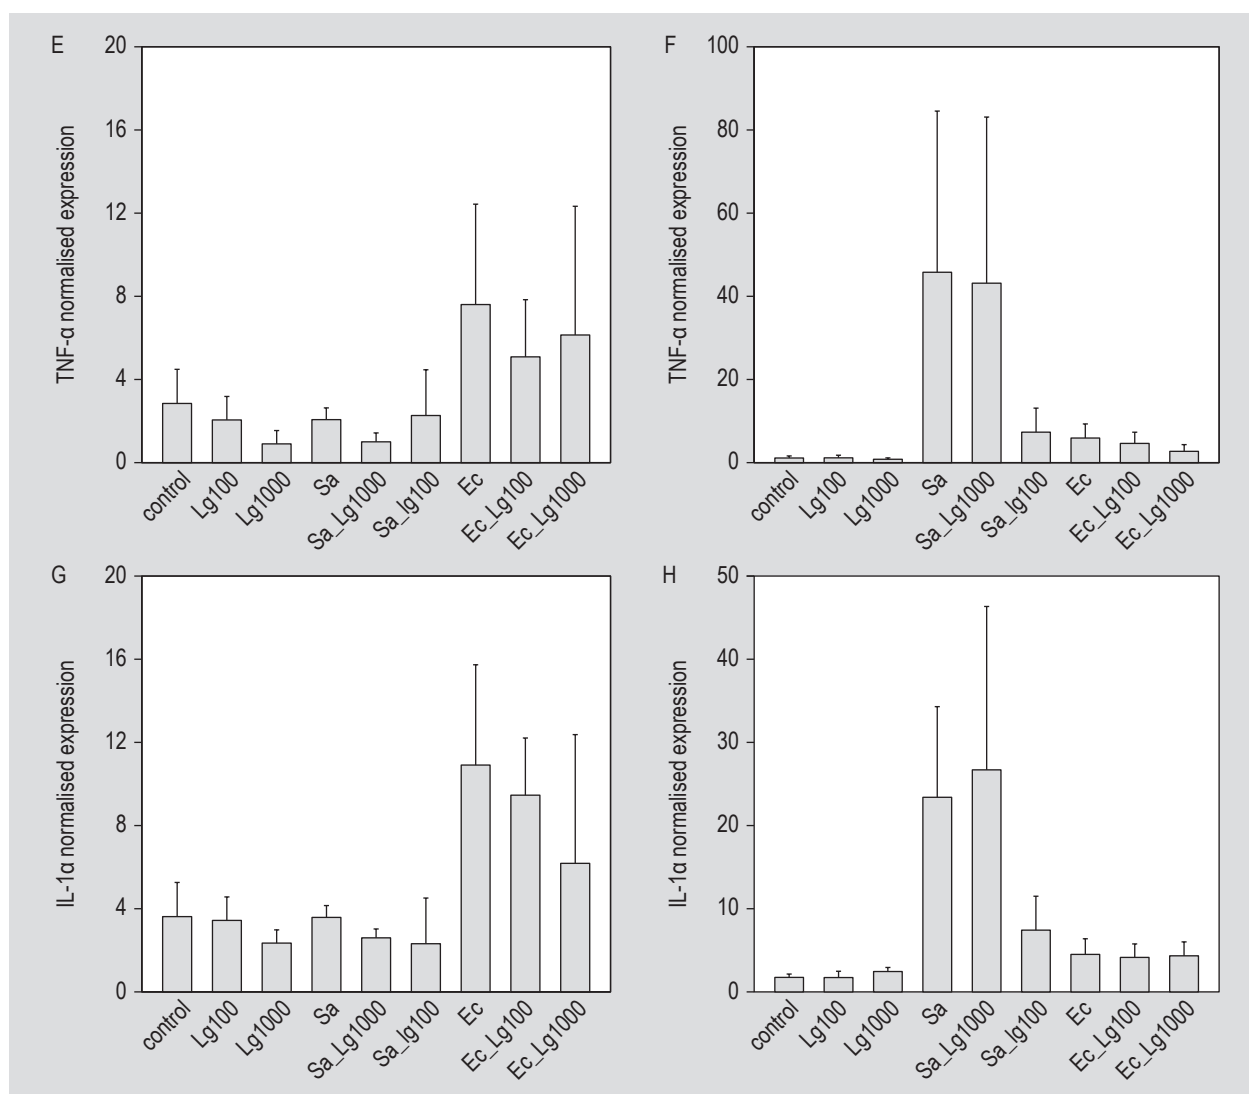 E
TNF-α normalised expression
20
16
12
8
4
0
control
Lg100
Lg1000
Sa
Sa_Lg1000
Sa_lg100
Ec
Ec_Lg100
Ec_Lg1000
F
TNF-α normalised expression
100
80
60
40
20
0
control
Lg100
Lg1000
Sa
Sa_Lg1000
Sa_lg100
Ec
Ec_Lg100
Ec_Lg1000
G
IL-1α normalised expression
20
16
12
8
4
0
control
Lg100
Lg1000
Sa
Sa_Lg1000
Sa_lg100
Ec
Ec_Lg100
Ec_Lg1000
H
IL-1α normalised expression
50
40
30
20
10
0
control
Lg100
Lg1000
Sa
Sa_Lg1000
Sa_lg100
Ec
Ec_Lg100
Ec_Lg1000